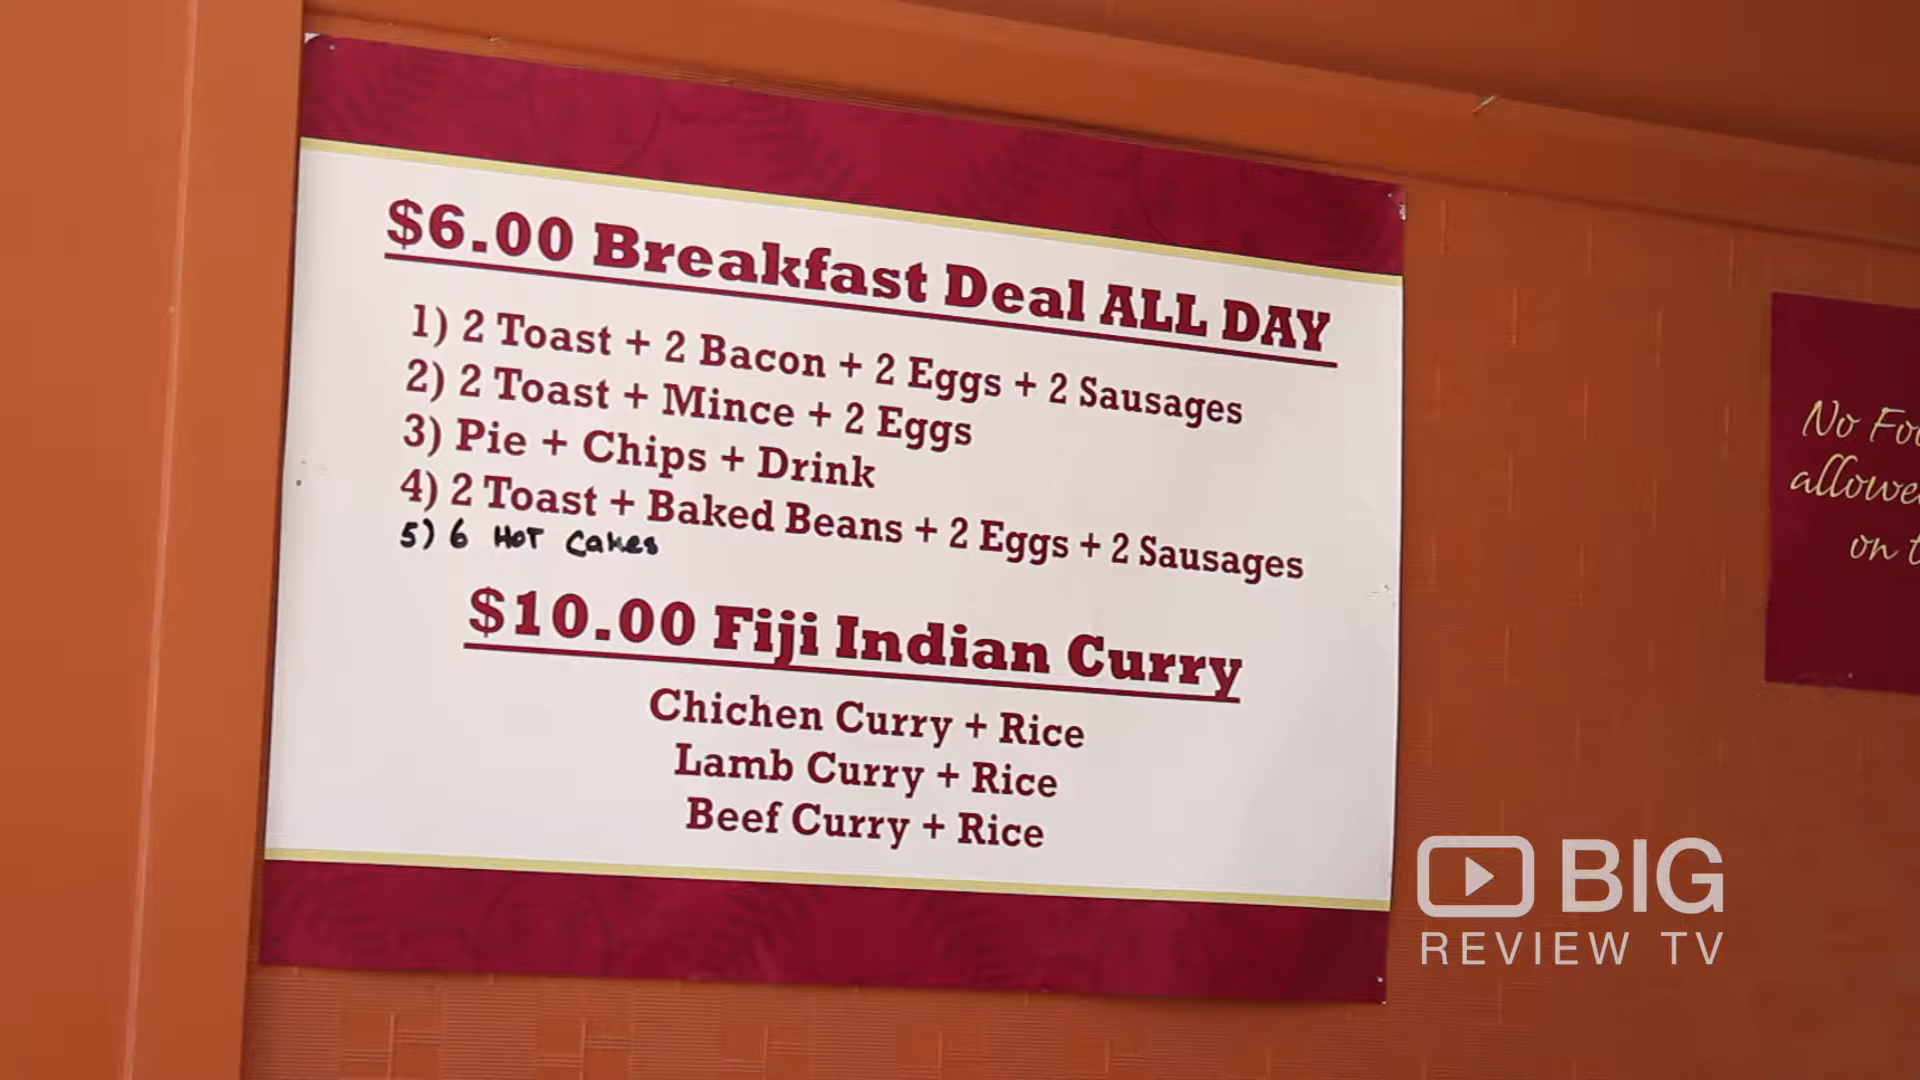 $6.00 Breakfast Deal ALL DAY
1) 2 Toast + 2 Bacon + 2 Eggs + 2 Sausages
2) 2 Toast + Mince + 2 Eggs
3) Pie + Chips + Drink
4) 2 Toast + Baked Beans + 2 Eggs + 2 Sausages
5) 6 Hot Cakes
$10.00 Fiji Indian Curry
Chichen Curry + Rice
Lamb Curry + Rice
Beef Curry + Rice
No
on
BIG
REVIEW TV